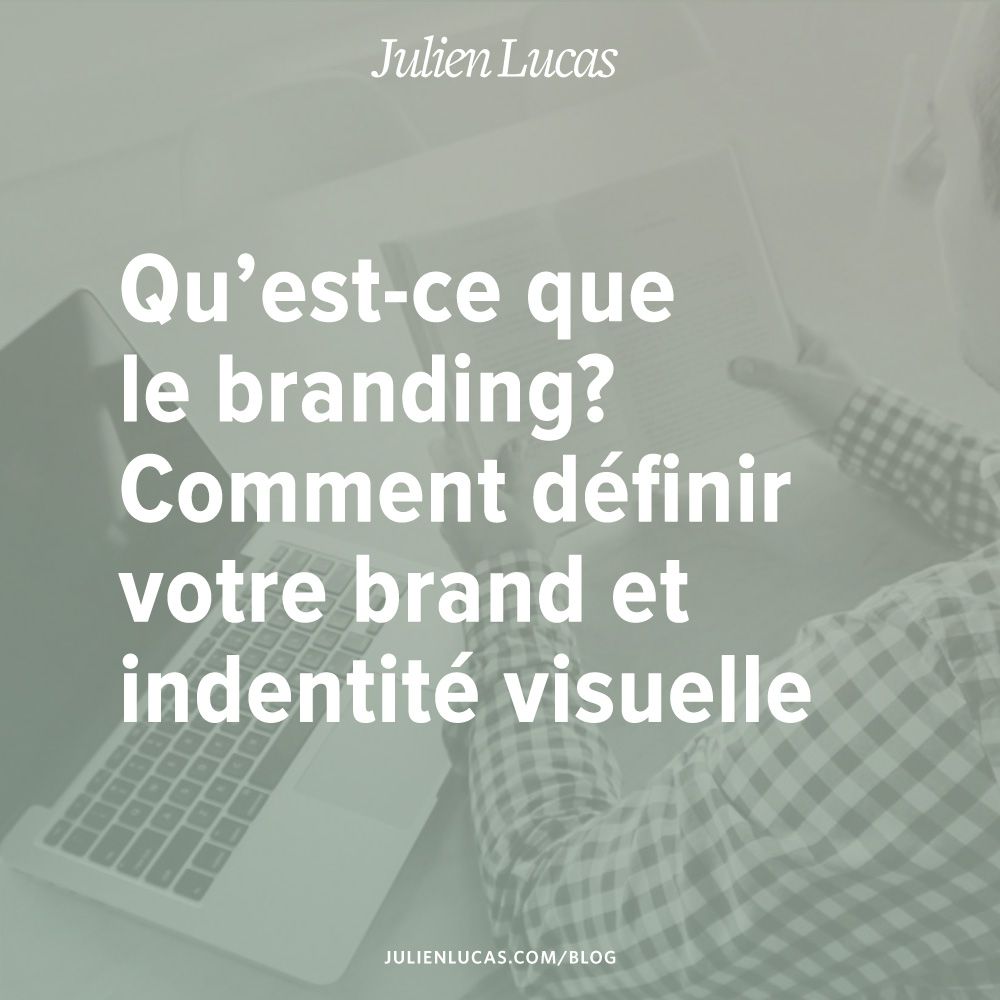 Julien Lucas
Qu’est-ce que
le branding?
Comment définir
votre brand et
indentité visuelle
JULIENLUCAS.COM/BLOG